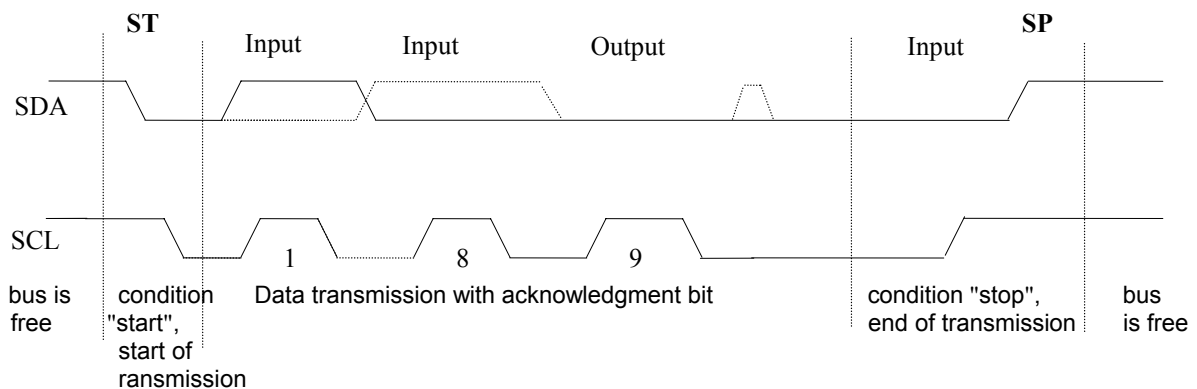 ST
SP
Input
Input
Output
Input
SDA
SCL
1
8
9
bus is
free
condition
"start",
start of
ransmission
Data transmission with acknowledgment bit
condition "stop",
end of transmission
bus
is free